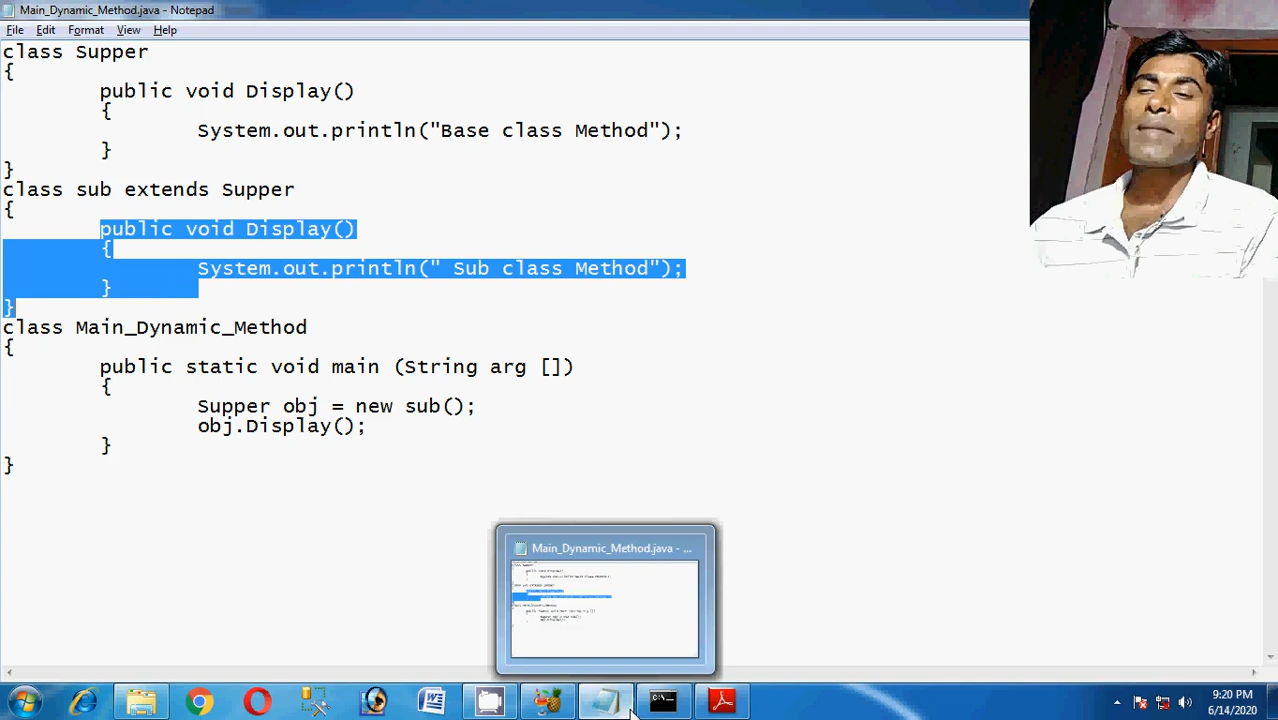 Main_Dynamic_Method.java - Notepad
File Edit Format View Help
class Supper
{
public void Display()
{
System.out.println("Base class Method");
}
}
class sub extends Supper
{
public void Display()
{
System.out.println(" Sub class Method");
}
}
class Main_Dynamic_Method
{
public static void main (String arg [])
{
Supper obj = new sub();
obj.Display();
}
}
Main_Dynamic_Method.java - ...
9:20 PM
6/14/2020